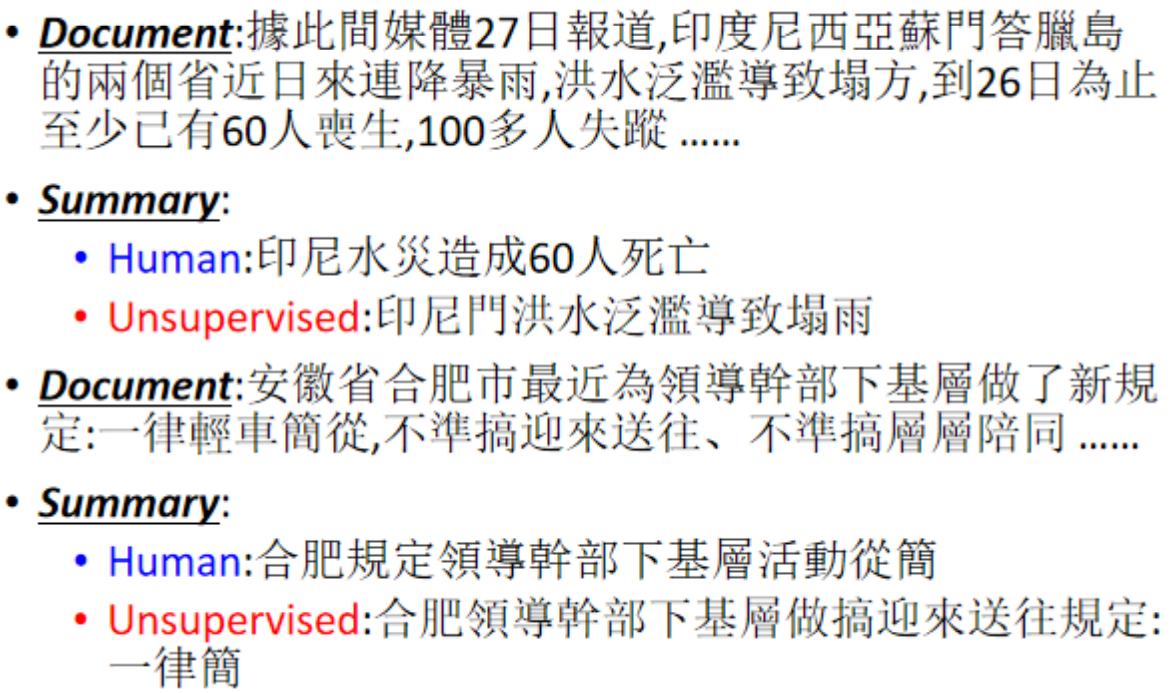 • Document:據此間媒體27日報道,印度尼西亞蘇門答臘島
的兩個省近日來連降暴雨,洪水泛濫導致塌方,到26日為止
至少已有60人喪生,100多人失蹤 ……
• Summary:
• Human:印尼水災造成60人死亡
• Unsupervised:印尼門洪水泛濫導致塌雨
• Document:安徽省合肥市最近為領導幹部下基層做了新規
定:一律輕車簡從,不準搞迎來送往、不準搞層層陪同 ……
• Summary:
• Human:合肥規定領導幹部下基層活動從簡
• Unsupervised:合肥領導幹部下基層做搞迎來送往規定:
一律簡